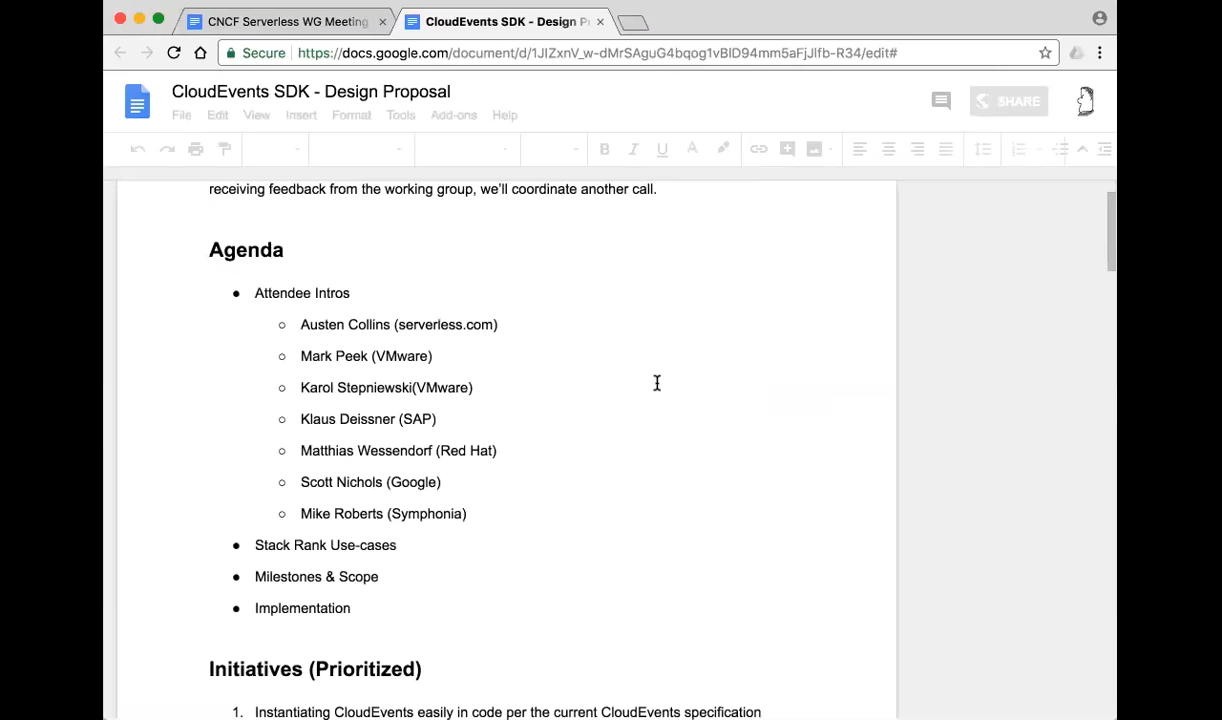 CNCF Serverless WG Meeting
CloudEvents SDK - Design P
Secure https://docs.google.com/document/d/1JIZxnV_w-dMrSAguG4bqog1vBlD94mm5aFjJlfb-R34/edit#
CloudEvents SDK - Design Proposal
SHARE
File Edit View Insert Format Tools Add-ons Help
receiving feedback from the working group, we'll coordinate another call.
Agenda
● Attendee Intros
○ Austen Collins (serverless.com)
○ Mark Peek (VMware)
○ Karol Stepniewski(VMware)
○ Klaus Deissner (SAP)
○ Matthias Wessendorf (Red Hat)
○ Scott Nichols (Google)
○ Mike Roberts (Symphonia)
● Stack Rank Use-cases
● Milestones & Scope
● Implementation
Initiatives (Prioritized)
1. Instantiating CloudEvents easily in code per the current CloudEvents specification